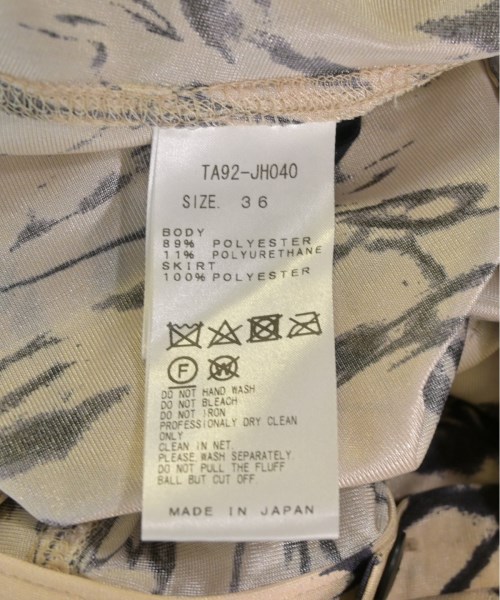 TA92-JH040
SIZE. 36
BODY
89% POLYESTER
11% POLYURETHANE
SKIRT
100% POLYESTER
F W
DO NOT HAND WASH
DO NOT BLEACH
DO NOT IRON
PROFESSIONALY DRY CLEAN
ONLY
CLEAN IN NET.
PLEASE WASH SEPARATELY
DO NOT PULL THE FLUFF
BALL BUT CUT OFF.
MADE IN JAPAN